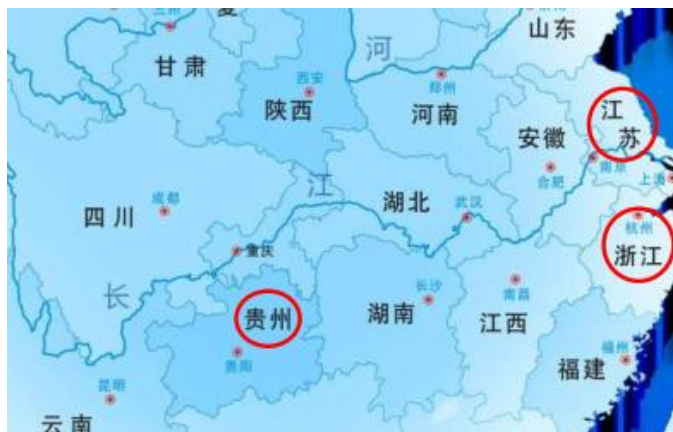 夏
山东
河
甘肃
西安
郑州
陕西
河南
江
苏
安徽
南京
合肥
上海
江
湖北
武汉
成都
四川
杭州
浙江
重庆
长
长沙
南昌
贵州
湖南
江西
贵阳
福州
福建
昆明
云南